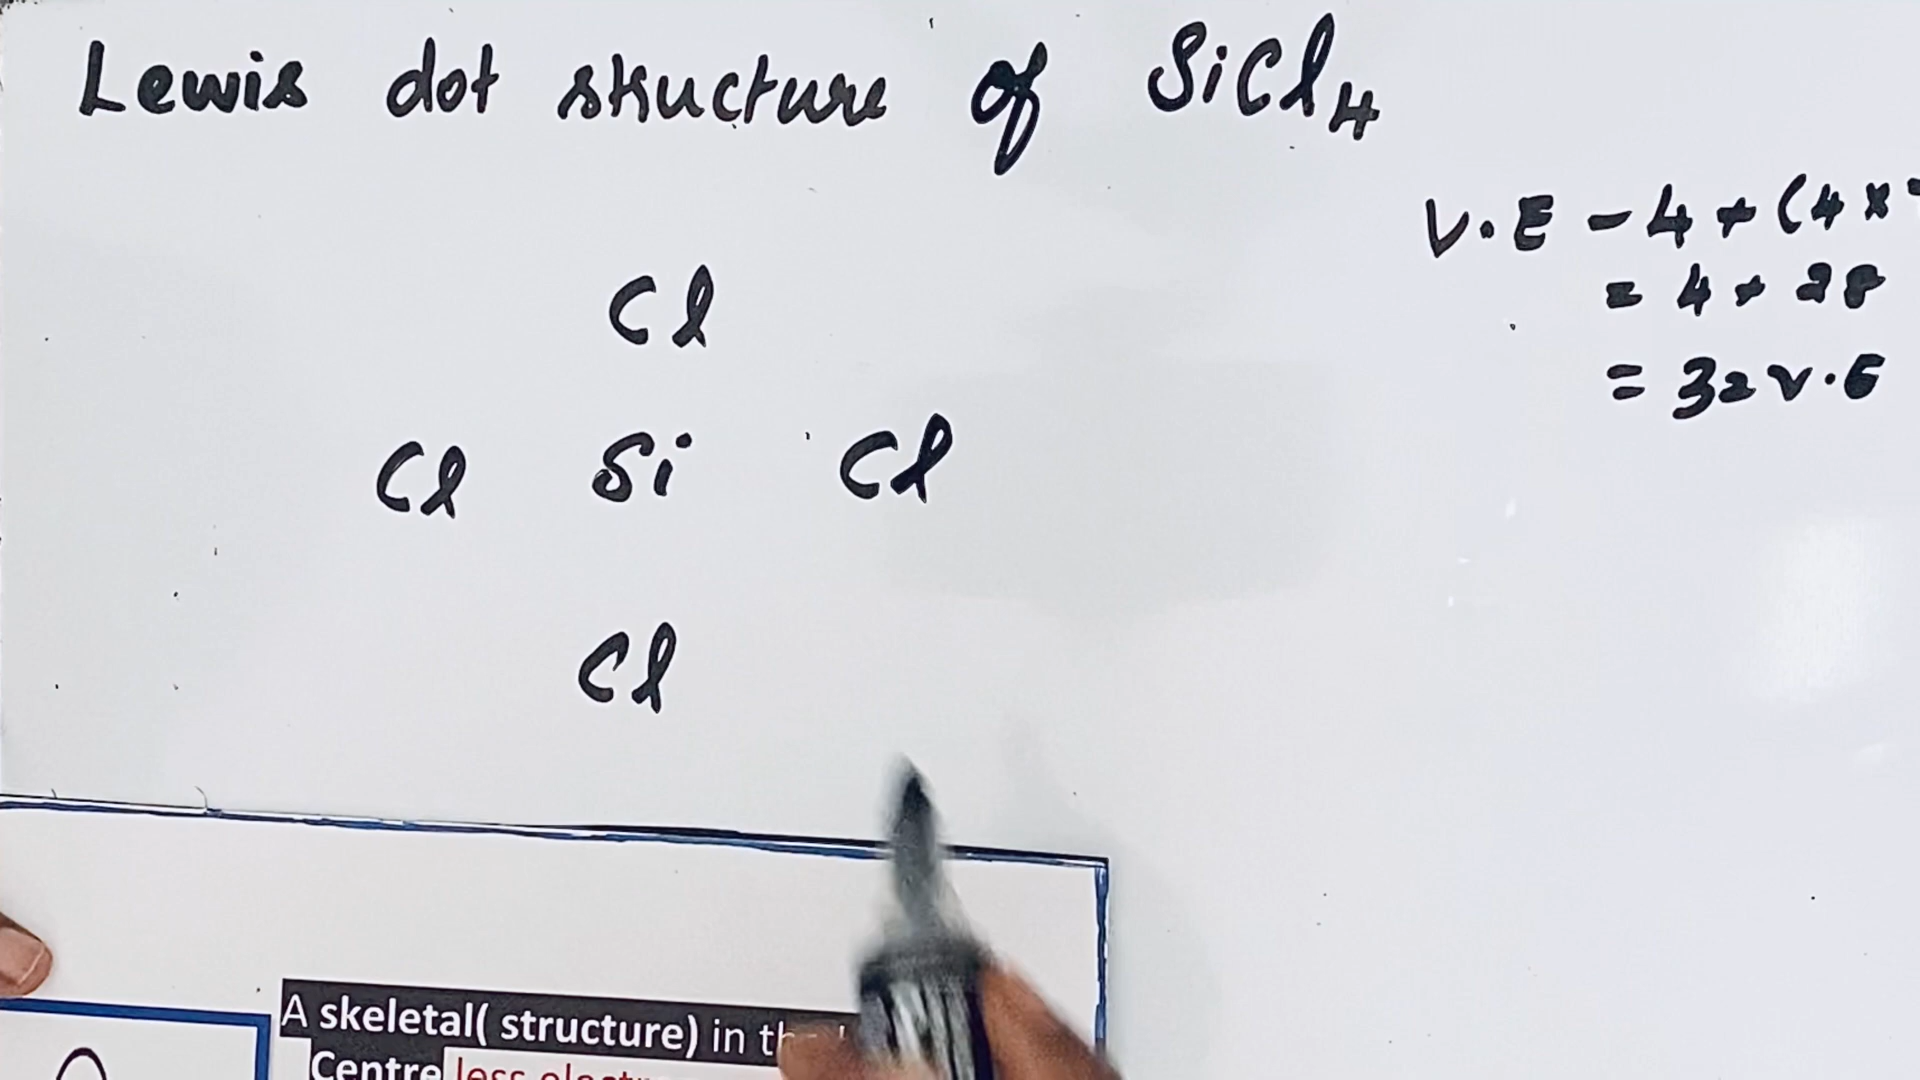 Lewis dot structure of SiCl4
V.E - 4 + (4 x
= 4 + 28
= 32 V.E
Cl
Cl Si Cl
Cl
A skeletal( structure) in
Centre less